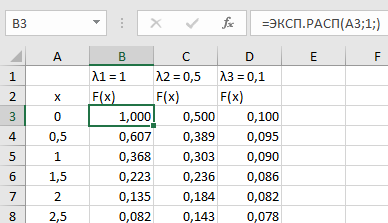 B3 fx =ЭКСП.РАСП(A3;1;)
A B C D E F
1 λ1 = 1 λ2 = 0,5 λ3 = 0,1
2 x F(x) F(x) F(x)
3 0 1,000 0,500 0,100
4 0,5 0,607 0,389 0,095
5 1 0,368 0,303 0,090
6 1,5 0,223 0,236 0,086
7 2 0,135 0,184 0,082
8 2,5 0,082 0,143 0,078